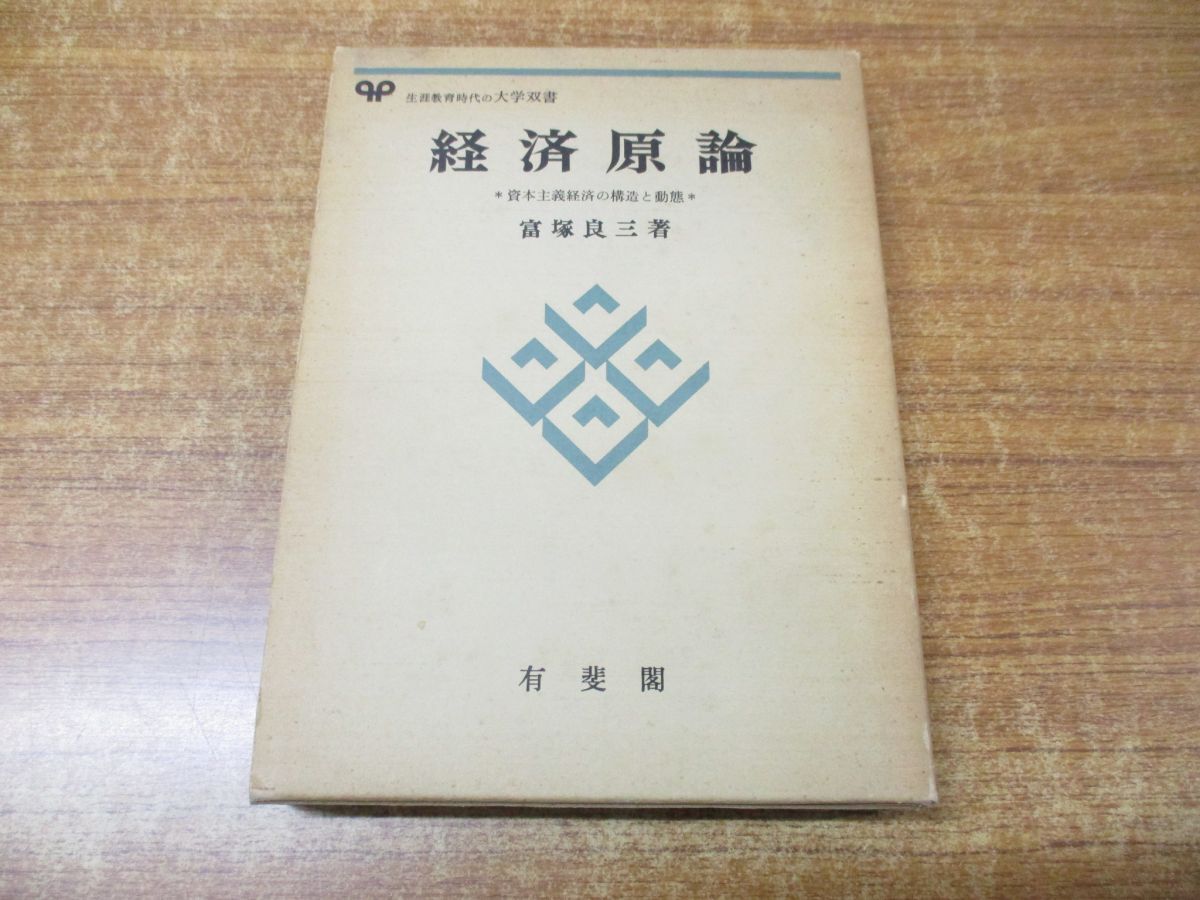 生涯教育時代の大学双書
経済原論
*資本主義経済の構造と動態*
富塚良三著
有斐閣